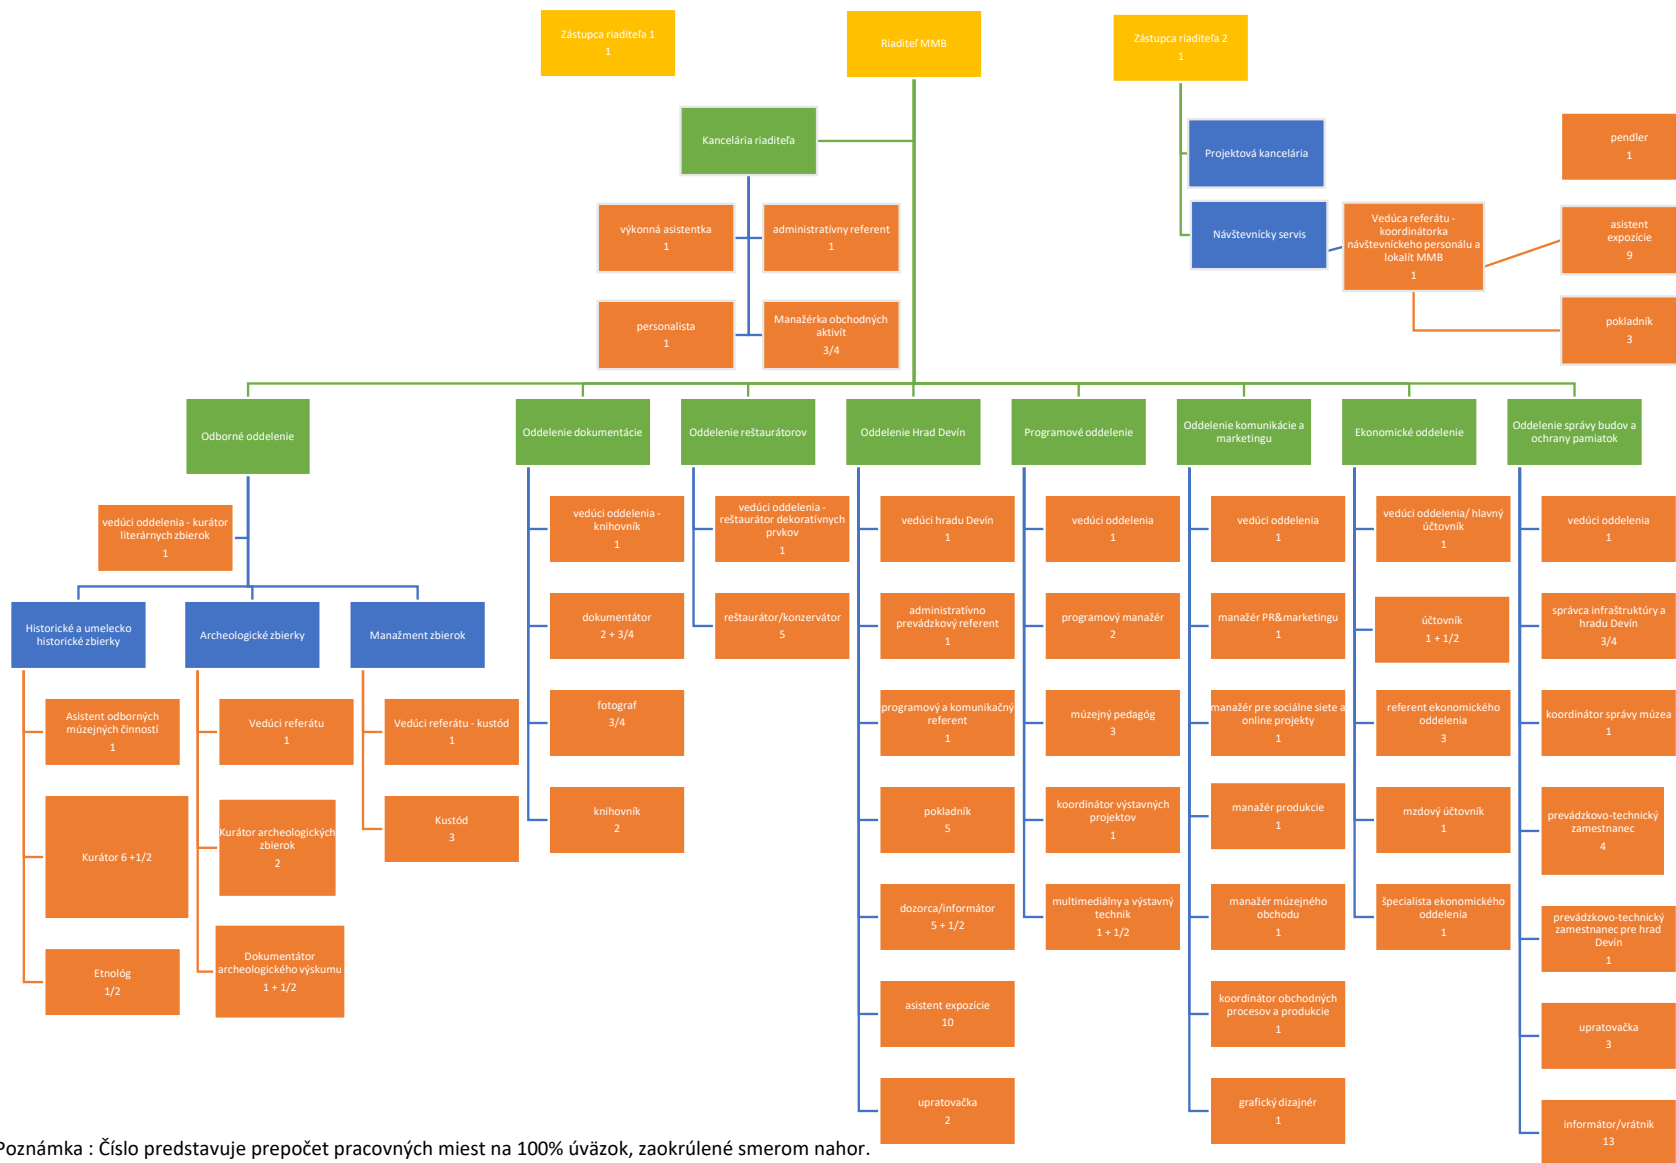 Zástupca riaditeľa 1
1
Riaditeľ MMB
Zástupca riaditeľa 2
1
Kancelária riaditeľa
výkonná asistentka
1
administratívny referent
1
personalista
1
Manažérka obchodných
aktivít
3/4
Projektová kancelária
Návštevnícky servis
Vedúca referátu -
koordinátorka
návštevníckeho personálu a
lokalít MMB
1
pendler
1
asistent
expozície
9
pokladník
3
Odborné oddelenie
vedúci oddelenia - kurátor
literárnych zbierok
1
Historické a umelecko
historické zbierky
Asistent odborných
múzejných činností
1
Kurátor 6 +1/2
Etnológ
1/2
Archeologické zbierky
Vedúci referátu
1
Kurátor archeologických
zbierok
2
Dokumentátor
archeologického výskumu
1 + 1/2
Manažment zbierok
Vedúci referátu - kustód
1
Kustód
3
Oddelenie dokumentácie
vedúci oddelenia -
knihovník
1
dokumentátor
2 + 3/4
fotograf
3/4
knihovník
2
Oddelenie reštaurátorov
vedúci oddelenia -
reštaurátor dekoratívnych
prvkov
1
reštaurátor/konzervátor
5
Oddelenie Hrad Devín
vedúci hradu Devín
1
administratívno
prevádzkový referent
1
programový a komunikačný
referent
1
pokladník
5
dozorca/informátor
5 + 1/2
asistent expozície
10
upratovačka
2
Programové oddelenie
vedúci oddelenia
1
programový manažér
2
múzejný pedagóg
3
koordinátor výstavných
projektov
1
multimediálny a výstavný
technik
1 + 1/2
Oddelenie komunikácie a
marketingu
vedúci oddelenia
1
manažér PR&marketingu
1
manažér pre sociálne siete a
online projekty
1
manažér produkcie
1
manažér múzejného
obchodu
1
koordinátor obchodných
procesov a produkcie
1
grafický dizajnér
1
Ekonomické oddelenie
vedúci oddelenia/ hlavný
účtovník
1
účtovník
1 + 1/2
referent ekonomického
oddelenia
3
mzdový účtovník
1
špecialista ekonomického
oddelenia
1
Oddelenie správy budov a
ochrany pamiatok
vedúci oddelenia
1
správca infraštruktúry a
hradu Devín
3/4
koordinátor správy múzea
1
prevádzkovo-technický
zamestnanec
4
prevádzkovo-technický
zamestnanec pre hrad
Devín
1
upratovačka
3
informátor/vrátnik
13
Poznámka : Číslo predstavuje prepočet pracovných miest na 100% úväzok, zaokrúlené smerom nahor.